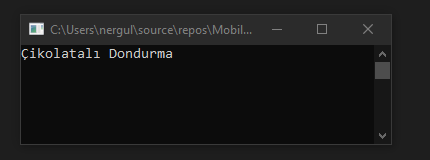 C:\Users\nergul\source\repos\Mobil...
Çikolatalı Dondurma